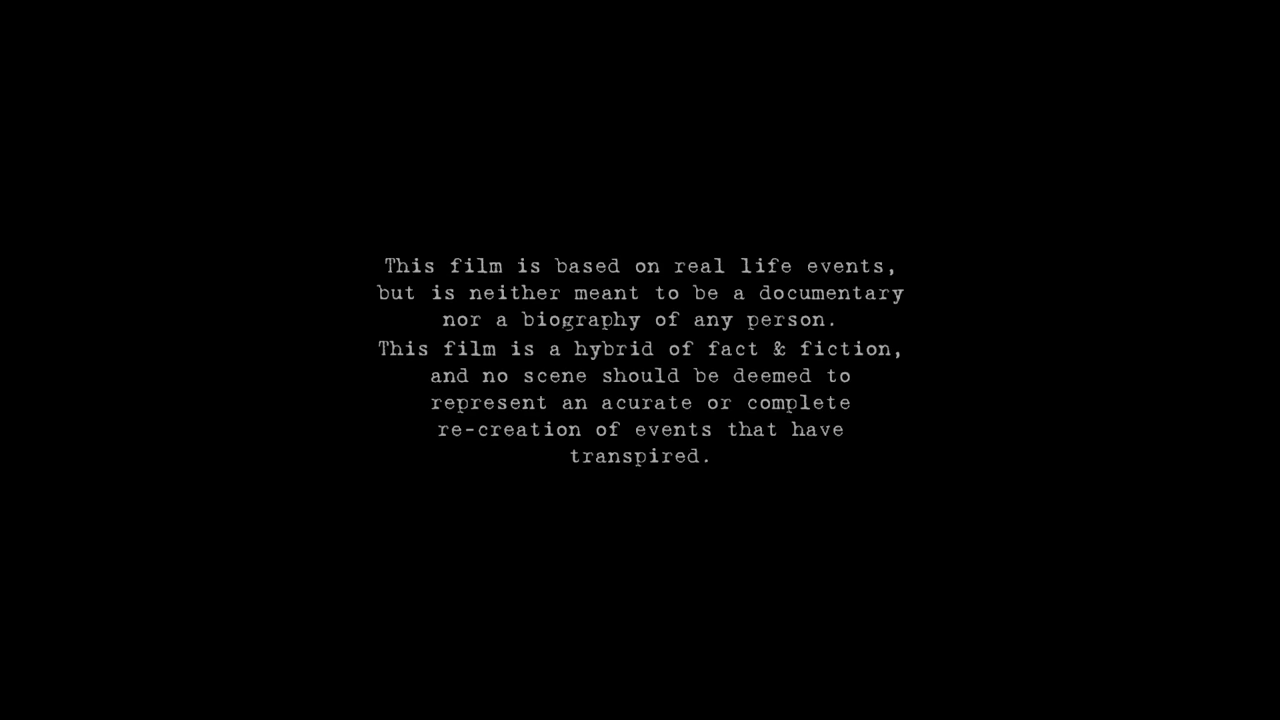 This film is based on real life events,
but is neither meant to be a documentary
nor a biography of any person.
This film is a hybrid of fact & fiction,
and no scene should be deemed to
represent an acurate or complete
re-creation of events that have
transpired.